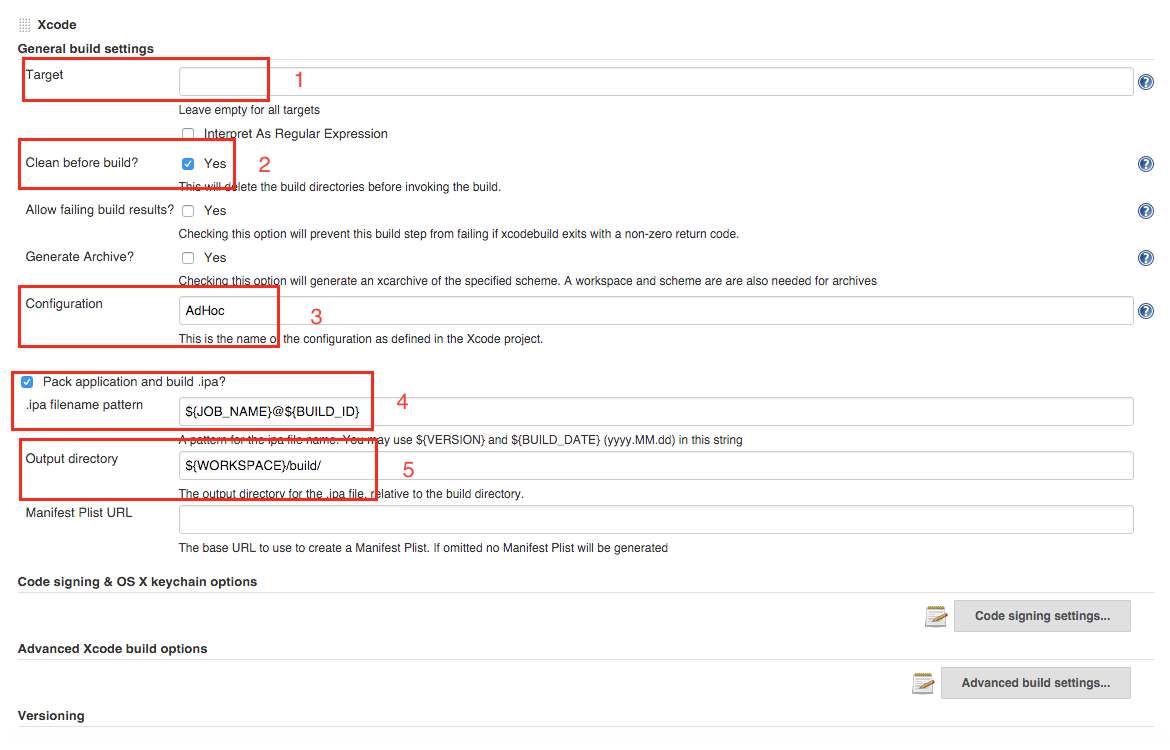 Xcode
General build settings
Target
1
Leave empty for all targets
Interpret As Regular Expression
Clean before build? Yes 2
This will delete the build directories before invoking the build.
Allow failing build results? Yes
Checking this option will prevent this build step from failing if xcodebuild exits with a non-zero return code.
Generate Archive? Yes
Checking this option will generate an xcarchive of the specified scheme. A workspace and scheme are are also needed for archives
Configuration AdHoc 3
This is the name of the configuration as defined in the Xcode project.
Pack application and build .ipa?
.ipa filename pattern ${JOB_NAME}@${BUILD_ID} 4
A pattern for the ipa file name. You may use ${VERSION} and ${BUILD_DATE} (yyyy.MM.dd) in this string
Output directory ${WORKSPACE}/build/ 5
The output directory for the .ipa file, relative to the build directory.
Manifest Plist URL
The base URL to use to create a Manifest Plist. If omitted no Manifest Plist will be generated
Code signing & OS X keychain options
Code signing settings...
Advanced Xcode build options
Advanced build settings...
Versioning